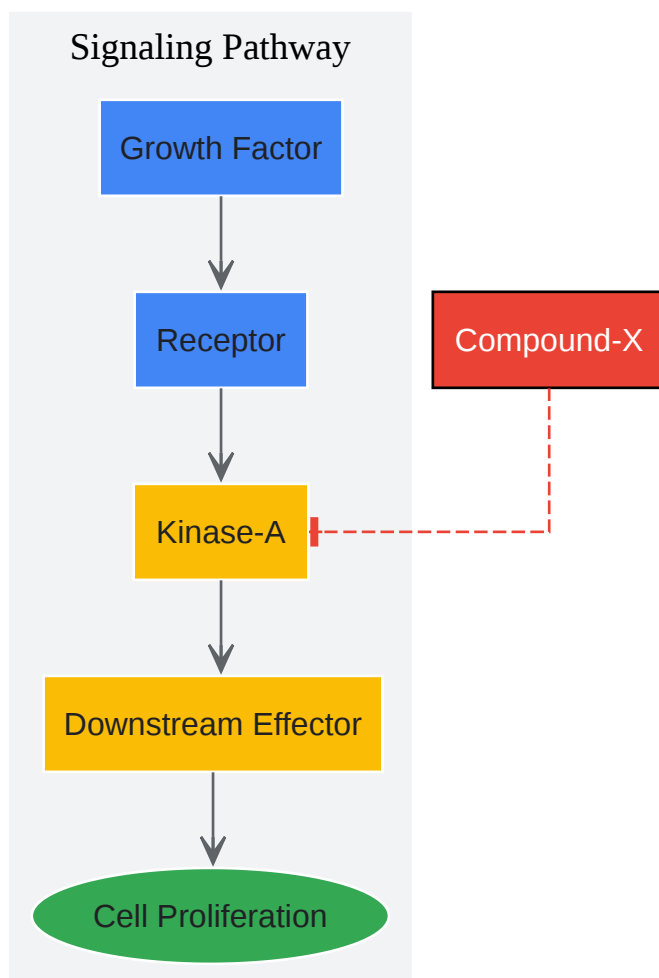 Signaling Pathway
Growth Factor
Receptor
Compound-X
Kinase-A
Downstream Effector
Cell Proliferation